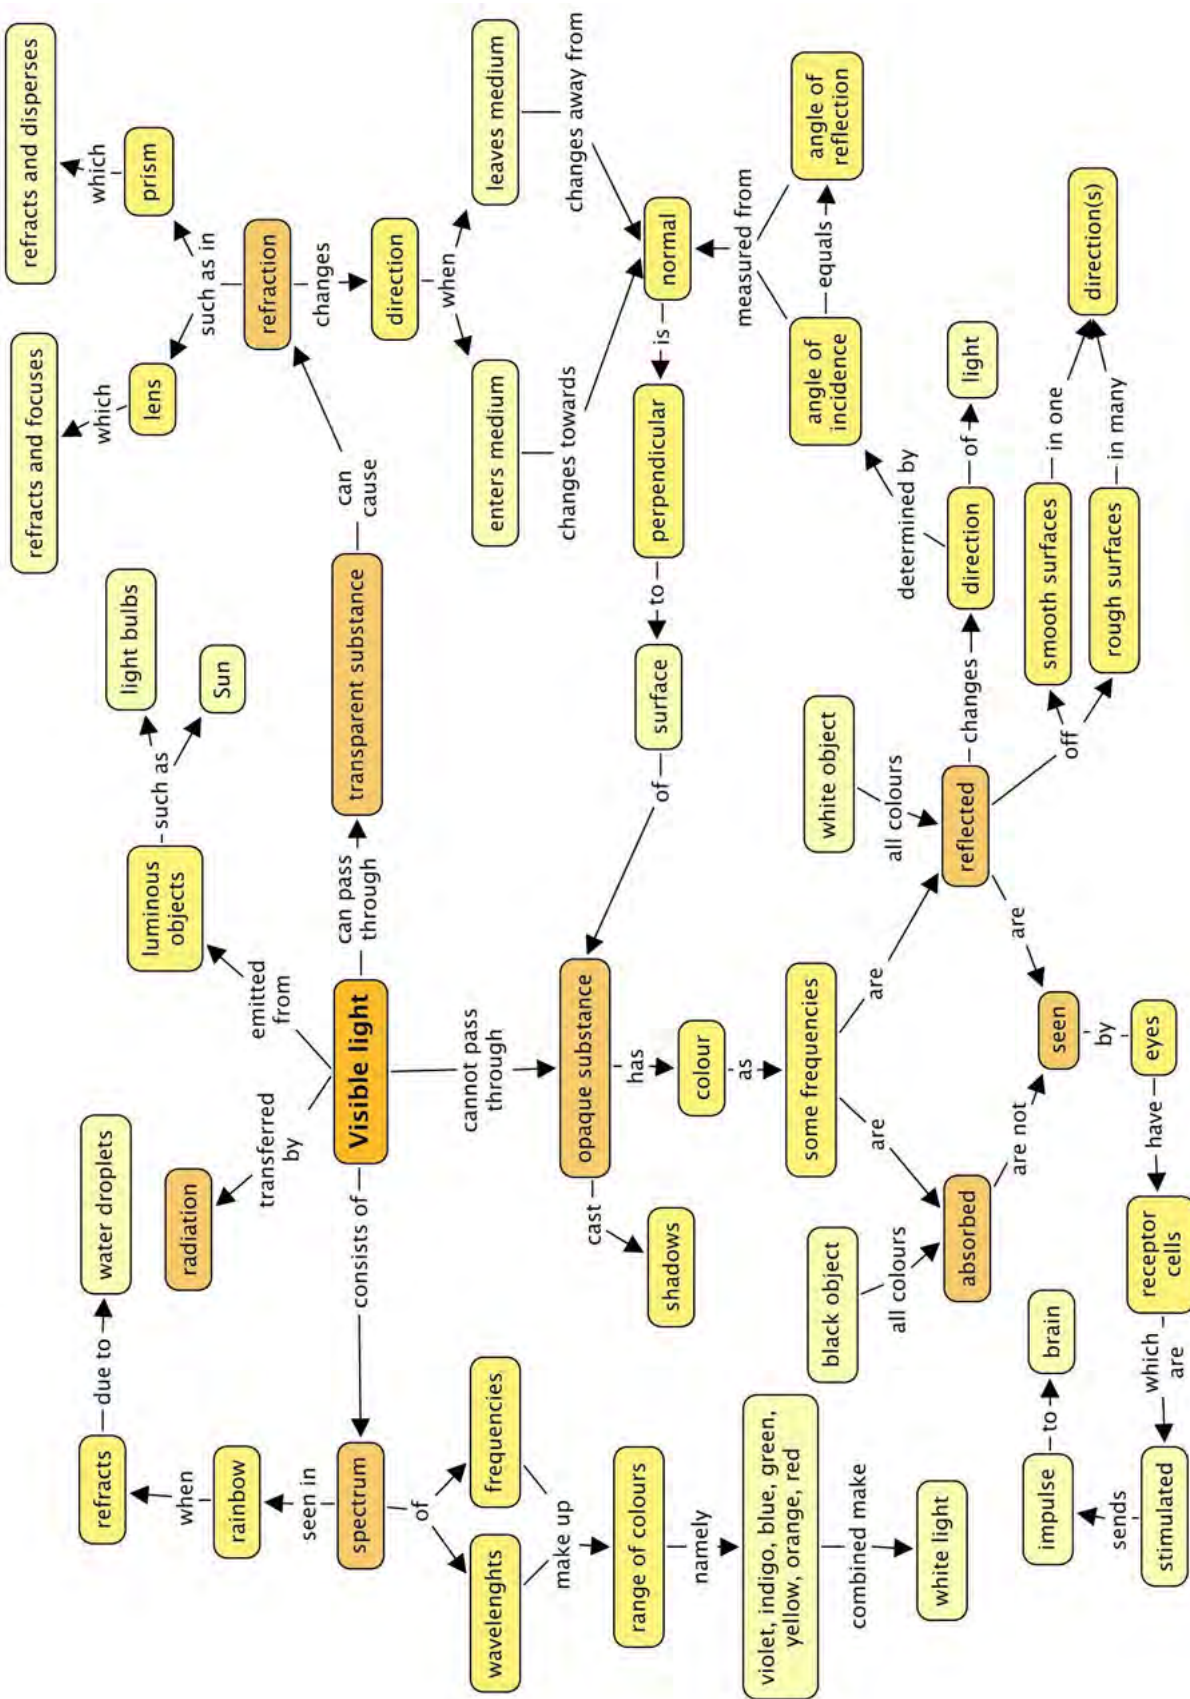 refracts and focuses
refracts and disperses
refracts
due to
water droplets
light bulbs
which
which
when
luminous
objects
such as
lens
prism
rainbow
radiation
Sun
such as in
seen in
transferred
by
emitted
from
refraction
spectrum
consists of
Visible light
can pass
through
transparent substance
can
cause
changes
of
direction
when
wavelenghts
frequencies
cannot pass
through
enters medium
leaves medium
make up
changes towards
changes away from
range of colours
cast
opaque substance
of
surface
to
perpendicular
is
normal
shadows
has
namely
colour
measured from
as
violet, indigo, blue, green,
yellow, orange, red
black object
some frequencies
white object
angle of
incidence
equals
angle of
reflection
combined make
all colours
are
are
all colours
determined by
white light
absorbed
reflected
changes
direction
of
light
are not
are
impulse
to
brain
seen
off
smooth surfaces
in one
direction(s)
sends
by
rough surfaces
in many
stimulated
which
are
receptor
cells
have
eyes